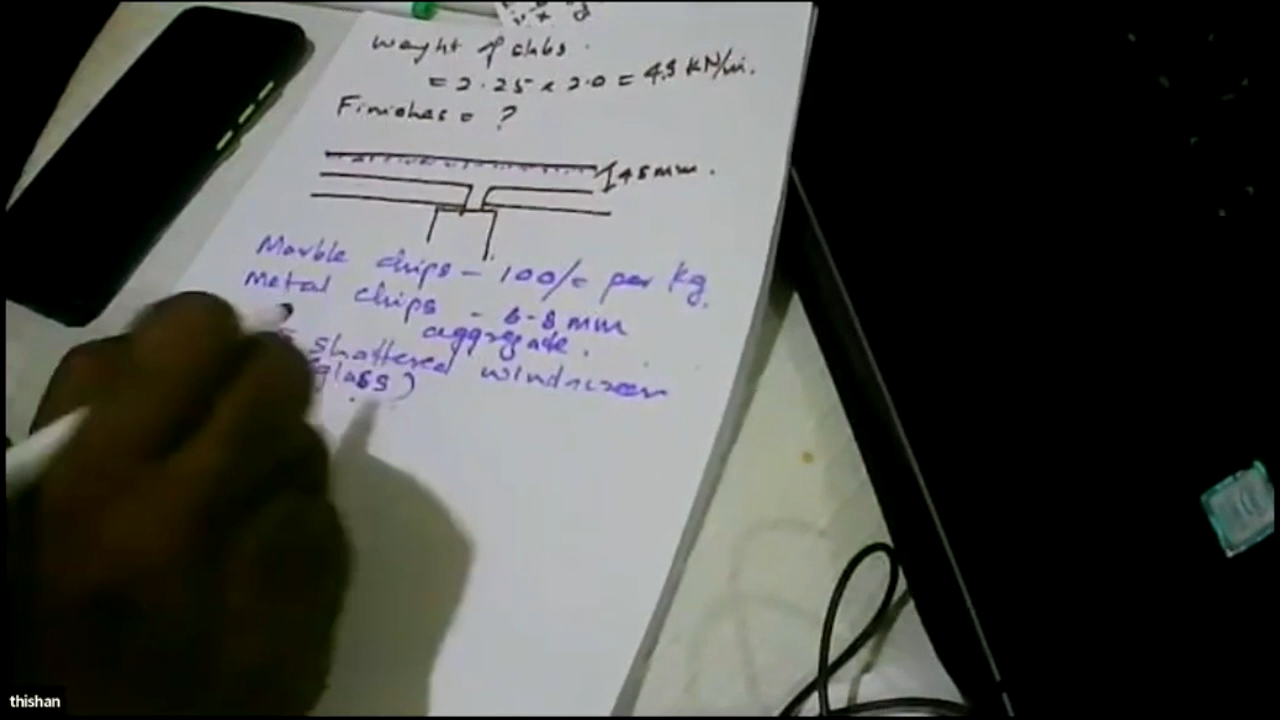 Weight of slabs.
= 2.25 x 2.0 = 4.5 kN/m.
Finishes = ?
45mm.
Marble chips - 100/= per kg.
Metal chips - 6-8 mm
aggregate.
shattered windscreen
glass)
thishan